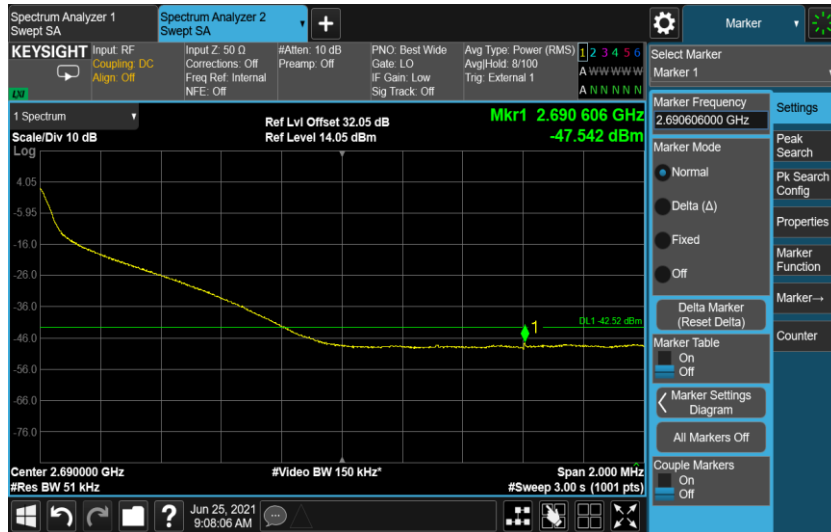 Spectrum Analyzer 1
Swept SA
Spectrum Analyzer 2
Swept SA
Marker
KEYSIGHT
LXI
Input: RF
Coupling: DC
Align: Off
Input Z: 50 Ω
Corrections: Off
Freq Ref: Internal
NFE: Off
#Atten: 10 dB
Preamp: Off
PNO: Best Wide
Gate: LO
IF Gain: Low
Sig Track: Off
Avg Type: Power (RMS)
Avg|Hold: 8/100
Trig: External 1
1 2 3 4 5 6
A W W W W W
A N N N N N
1 Spectrum
Scale/Div 10 dB
Log
Ref Lvl Offset 32.05 dB
Ref Level 14.05 dBm
Mkr1 2.690 606 GHz
-47.542 dBm
4.05
-5.95
-16.0
-26.0
-36.0
-46.0
-56.0
-66.0
-76.0
DL1 -42.52 dBm
1
Center 2.690000 GHz
#Res BW 51 kHz
#Video BW 150 kHz*
Span 2.000 MHz
#Sweep 3.00 s (1001 pts)
Select Marker
Marker 1
Marker Frequency
2.690606000 GHz
Marker Mode
Normal
Delta (Δ)
Fixed
Off
Delta Marker
(Reset Delta)
Marker Table
On
Off
Marker Settings
Diagram
All Markers Off
Couple Markers
On
Off
Settings
Peak
Search
Pk Search
Config
Properties
Marker
Function
Marker→
Counter
?
Jun 25, 2021
9:08:06 AM